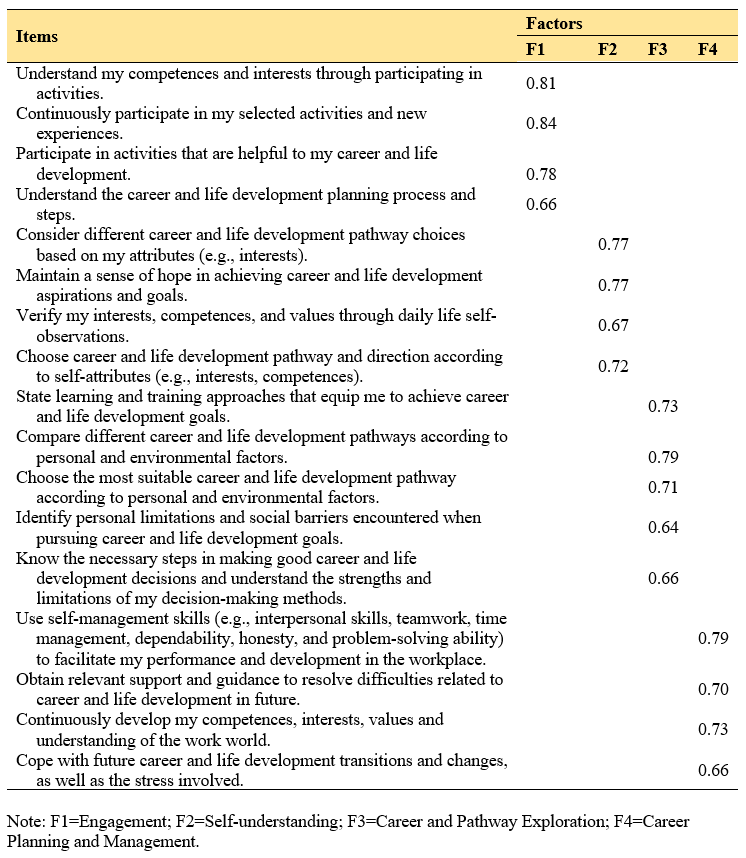 Items
Factors
F1 F2 F3 F4
Understand my competences and interests through participating in
activities.
0.81
Continuously participate in my selected activities and new
experiences.
0.84
Participate in activities that are helpful to my career and life
development.
0.78
Understand the career and life development planning process and
steps.
0.66
Consider different career and life development pathway choices
based on my attributes (e.g., interests).
0.77
Maintain a sense of hope in achieving career and life development
aspirations and goals.
0.77
Verify my interests, competences, and values through daily life self-
observations.
0.67
Choose career and life development pathway and direction according
to self-attributes (e.g., interests, competences).
0.72
State learning and training approaches that equip me to achieve career
and life development goals.
0.73
Compare different career and life development pathways according to
personal and environmental factors.
0.79
Choose the most suitable career and life development pathway
according to personal and environmental factors.
0.71
Identify personal limitations and social barriers encountered when
pursuing career and life development goals.
0.64
Know the necessary steps in making good career and life
development decisions and understand the strengths and
limitations of my decision-making methods.
0.66
Use self-management skills (e.g., interpersonal skills, teamwork, time
management, dependability, honesty, and problem-solving ability)
to facilitate my performance and development in the workplace.
0.79
Obtain relevant support and guidance to resolve difficulties related to
career and life development in future.
0.70
Continuously develop my competences, interests, values and
understanding of the work world.
0.73
Cope with future career and life development transitions and changes,
as well as the stress involved.
0.66
Note: F1=Engagement; F2=Self-understanding; F3=Career and Pathway Exploration; F4=Career
Planning and Management.